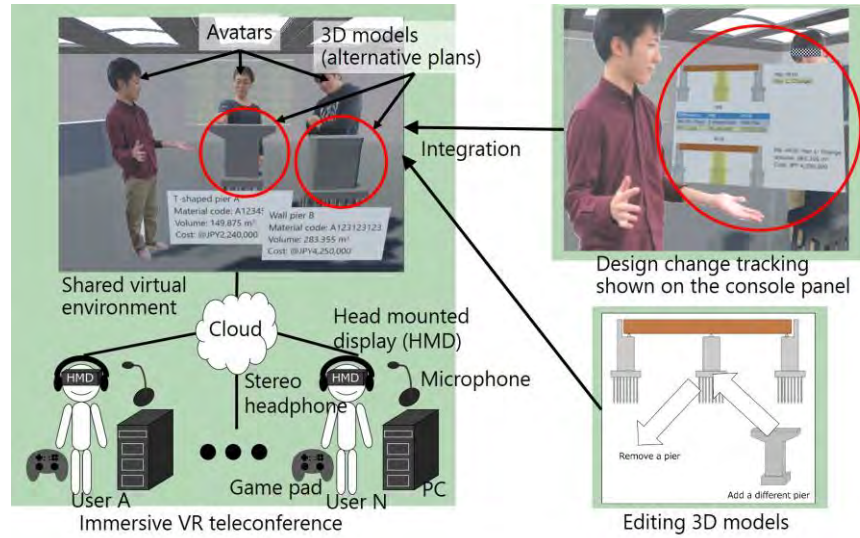 Avatars
3D models
(alternative plans)
T-shaped pier A
Material code: A12345
Volume: 149.875 m³
Cost: @JPY2,240,000
Wall pier B
Material code: A123123123
Volume: 283.355 m³
Cost: @JPY4,250,000
Shared virtual
environment
Cloud
Head mounted
display (HMD)
HMD
HMD
Stereo
headphone
Microphone
User A
Game pad
User N
PC
Immersive VR teleconference
Integration
Design change tracking
shown on the console panel
Remove a pier
Add a different pier
Editing 3D models